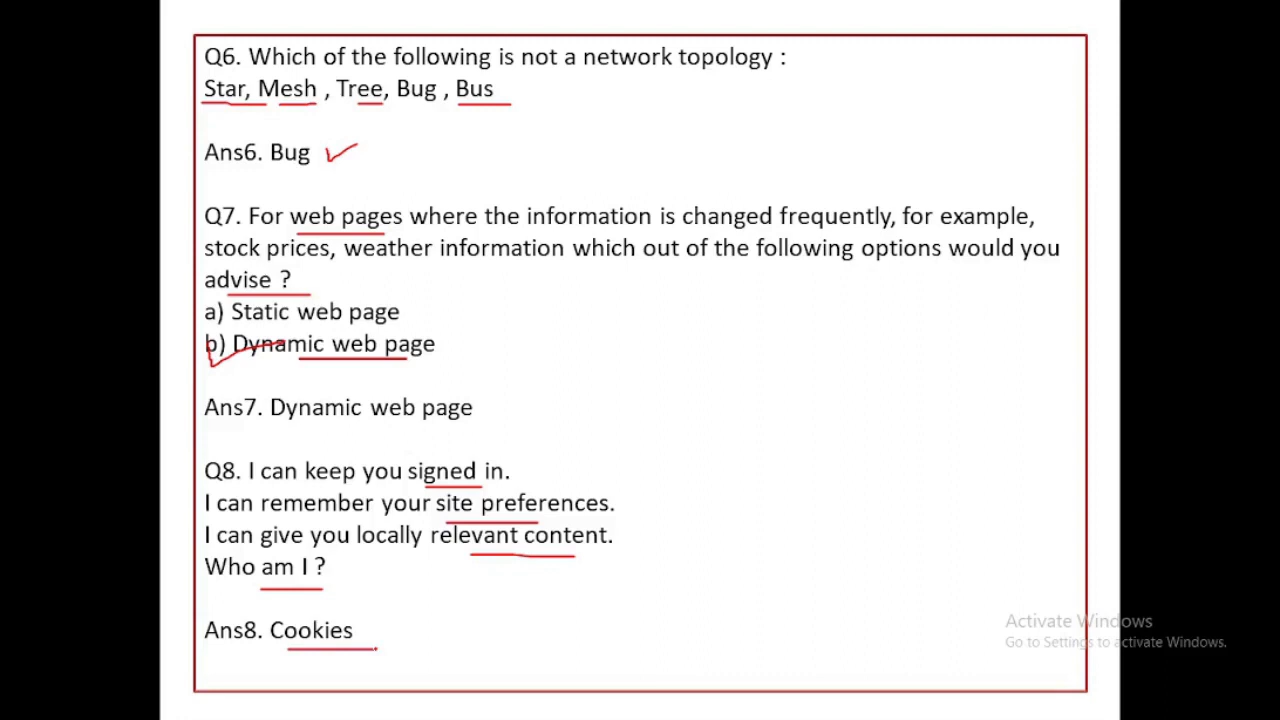 Q6. Which of the following is not a network topology :
Star, Mesh , Tree, Bug , Bus
Ans6. Bug
Q7. For web pages where the information is changed frequently, for example,
stock prices, weather information which out of the following options would you
advise ?
a) Static web page
b) Dynamic web page
Ans7. Dynamic web page
Q8. I can keep you signed in.
I can remember your site preferences.
I can give you locally relevant content.
Who am I ?
Ans8. Cookies
Activate Windows
Go to Settings to activate Windows.